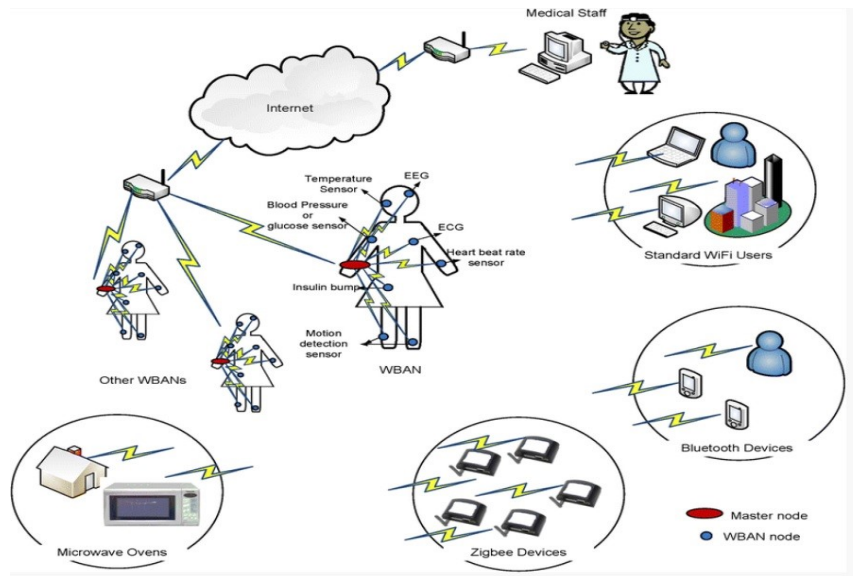 Medical Staff
Internet
Temperature
Sensor
EEG
Blood Pressure
or
glucose sensor
ECG
Heart beat rate
sensor
Insulin bump
Motion
detection
sensor
WBAN
Other WBANs
Standard WiFi Users
Bluetooth Devices
Microwave Ovens
Zigbee Devices
Master node
WBAN node